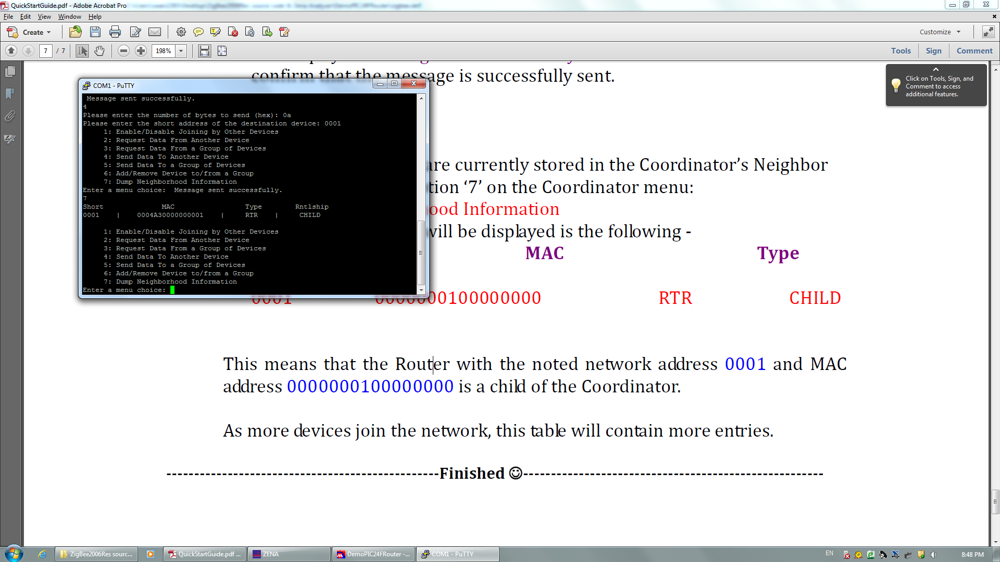 QuickStartGuide.pdf - Adobe Acrobat Pro
File Edit View Window Help
Create Customize
7 / 7 198% Tools Sign Comment
confirm that the message is successfully sent.
Click on Tools, Sign, and
Comment to access
additional features.
COM1 - PuTTY
Message sent successfully.
4
Please enter the number of bytes to send (hex): 0a
Please enter the short address of the destination device: 0001
1: Enable/Disable Joining by Other Devices
2: Request Data From Another Device
3: Request Data From a Group of Devices
4: Send Data To Another Device
5: Send Data To a Group of Devices
6: Add/Remove Device to/from a Group
7: Dump Neighborhood Information
Enter a menu choice:  Message sent successfully.
7
Short MAC Type Rntlship
0001 | 0004A30000000001 | RTR | CHILD
1: Enable/Disable Joining by Other Devices
2: Request Data From Another Device
3: Request Data From a Group of Devices
4: Send Data To Another Device
5: Send Data To a Group of Devices
6: Add/Remove Device to/from a Group
7: Dump Neighborhood Information
Enter a menu choice:
are currently stored in the Coordinator’s Neighbor
tion ‘7’ on the Coordinator menu:
ood Information
will be displayed is the following -
MAC Type
0001 0000000100000000 RTR CHILD
This means that the Router with the noted network address 0001 and MAC
address 0000000100000000 is a child of the Coordinator.
As more devices join the network, this table will contain more entries.
-------------------------------------------------Finished ☺------------------------------------------------------
ZigBee2006Res sourc... QuickStartGuide.pdf ... ZENA DemoPIC24FRouter -... COM1 - PuTTY EN 8:48 PM